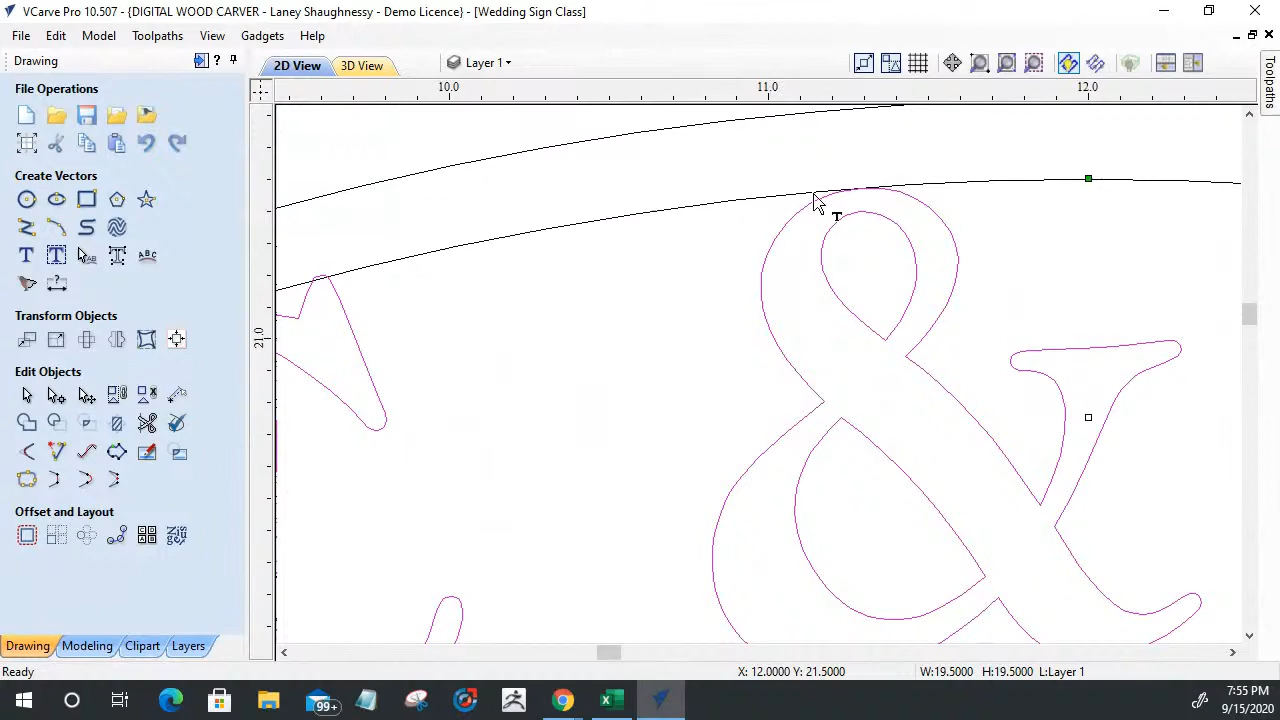 VCarve Pro 10.507 - {DIGITAL WOOD CARVER - Laney Shaughnessy - Demo Licence} - [Wedding Sign Class]
File Edit Model Toolpaths View Gadgets Help
Drawing ?
2D View 3D View Layer 1
File Operations
10.0 11.0 12.0
Create Vectors
T T AB T ABC
T
Transform Objects
21.0
Edit Objects
&
Offset and Layout
Drawing Modeling Clipart Layers
Toolpaths
Ready X: 12.0000 Y: 21.5000 W:19.5000 H:19.5000 L:Layer 1
99+
7:55 PM
9/15/2020